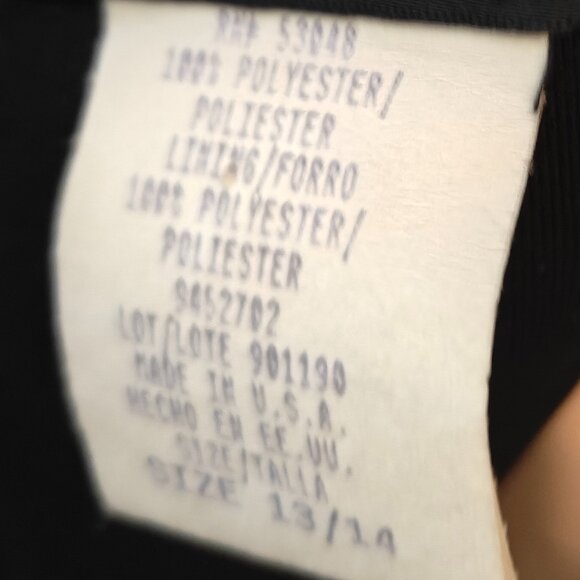 RN# 53048
100% POLYESTER/
POLIESTER
LINING/FORRO
100% POLYESTER/
POLIESTER
9452702
LOT/LOTE 901190
MADE IN U.S.A.
HECHO EN EE.UU.
SIZE/TALLA
SIZE 13/14